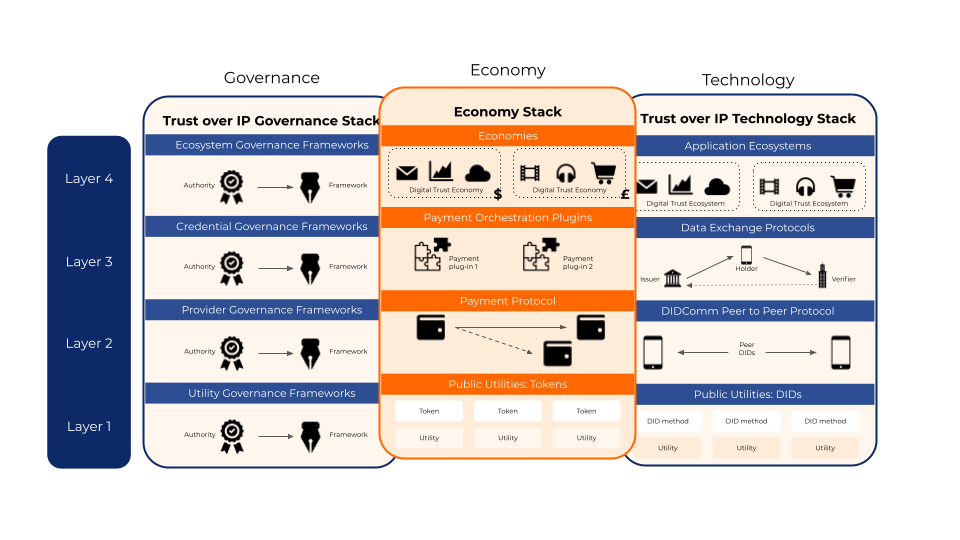 Governance
Economy
Technology
Layer 4
Layer 3
Layer 2
Layer 1
Trust over IP Governance Stack
Ecosystem Governance Frameworks
Authority
Framework
Credential Governance Frameworks
Authority
Framework
Provider Governance Frameworks
Authority
Framework
Utility Governance Frameworks
Authority
Framework
Economy Stack
Economies
Digital Trust Economy
$
Digital Trust Economy
£
Payment Orchestration Plugins
Payment
plug-in 1
Payment
plug-in 2
Payment Protocol
Public Utilities: Tokens
Token
Token
Token
Utility
Utility
Utility
Trust over IP Technology Stack
Application Ecosystems
Digital Trust Ecosystem
Digital Trust Ecosystem
Data Exchange Protocols
Issuer
Holder
Verifier
DIDComm Peer to Peer Protocol
Peer
DIDs
Public Utilities: DIDs
DID method
DID method
DID method
Utility
Utility
Utility